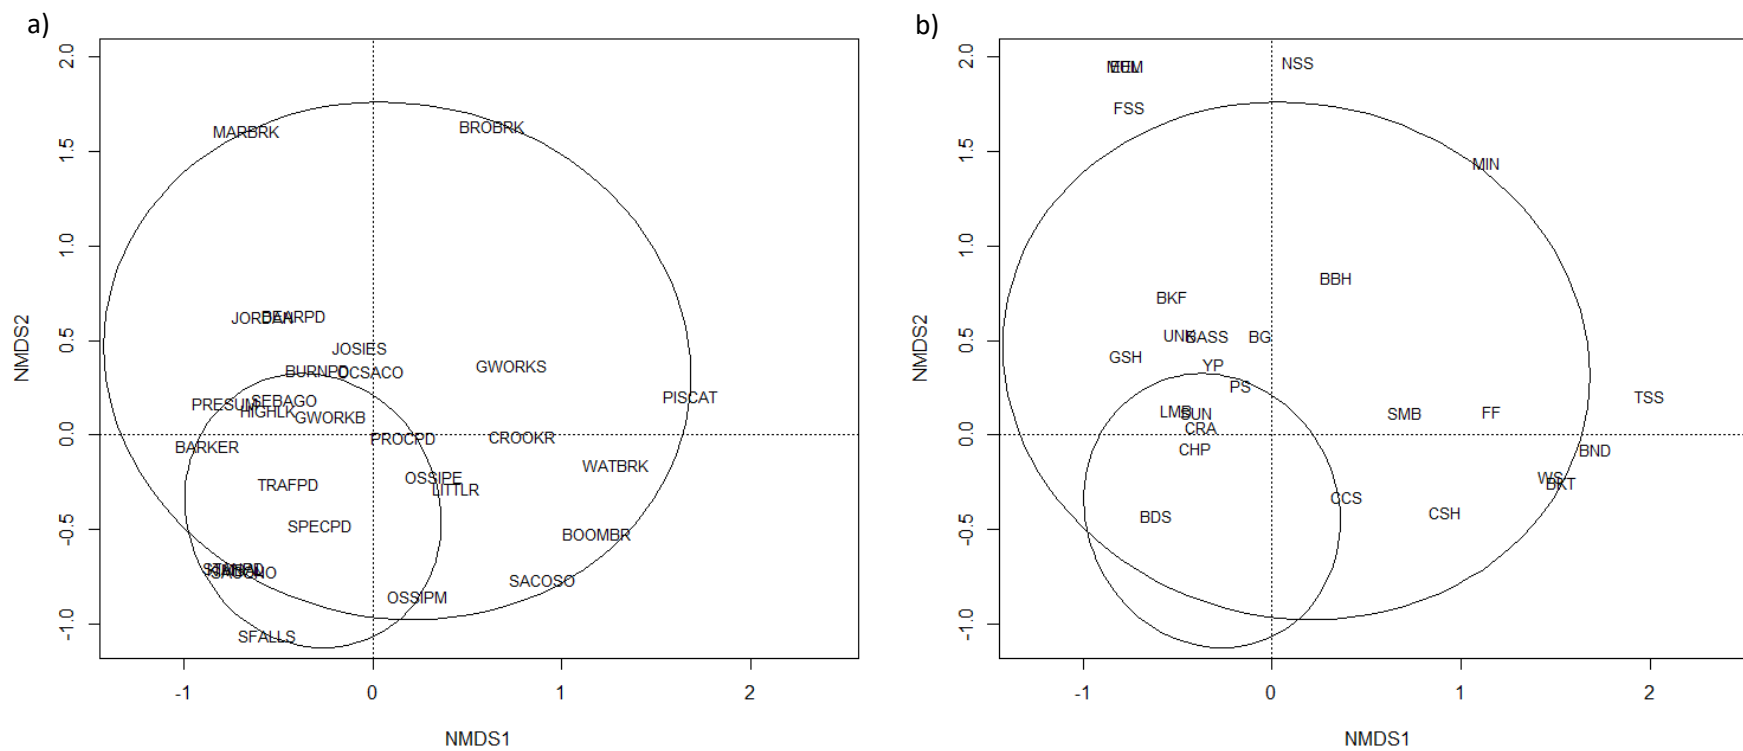 a)
b)
2.0
1.5
1.0
0.5
0.0
-0.5
-1.0
NMDS2
MARBRK
BROBRK
JORDAN
BEARPD
JOSIES
BURNPD
OCSACO
GWORKS
PISCAT
SEBAGO
PRESUM
HIGHLK
GWORKB
BARKER
PROCPD
CROOKR
WATBRK
OSSIPE
TRAFPD
LITTLR
SPECPD
BOOMBR
SACOSO
OSSIPM
SFALLS
-1
0
1
2
NMDS1
2.0
1.5
1.0
0.5
0.0
-0.5
-1.0
NMDS2
NSS
FSS
MIN
BBH
BKF
UNK
BG
GSH
YP
PS
LMB
SUN
SMB
FF
TSS
CRA
CHP
BND
WS
BKT
CCS
BDS
CSH
-1
0
1
2
NMDS1